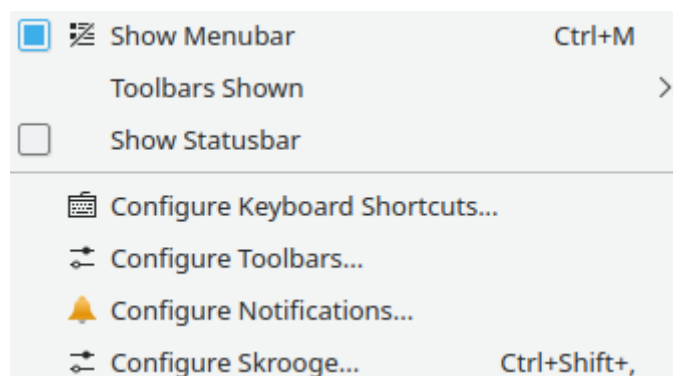 Show Menubar Ctrl+M
Toolbars Shown
Show Statusbar
Configure Keyboard Shortcuts...
Configure Toolbars...
Configure Notifications...
Configure Skrooge... Ctrl+Shift+,